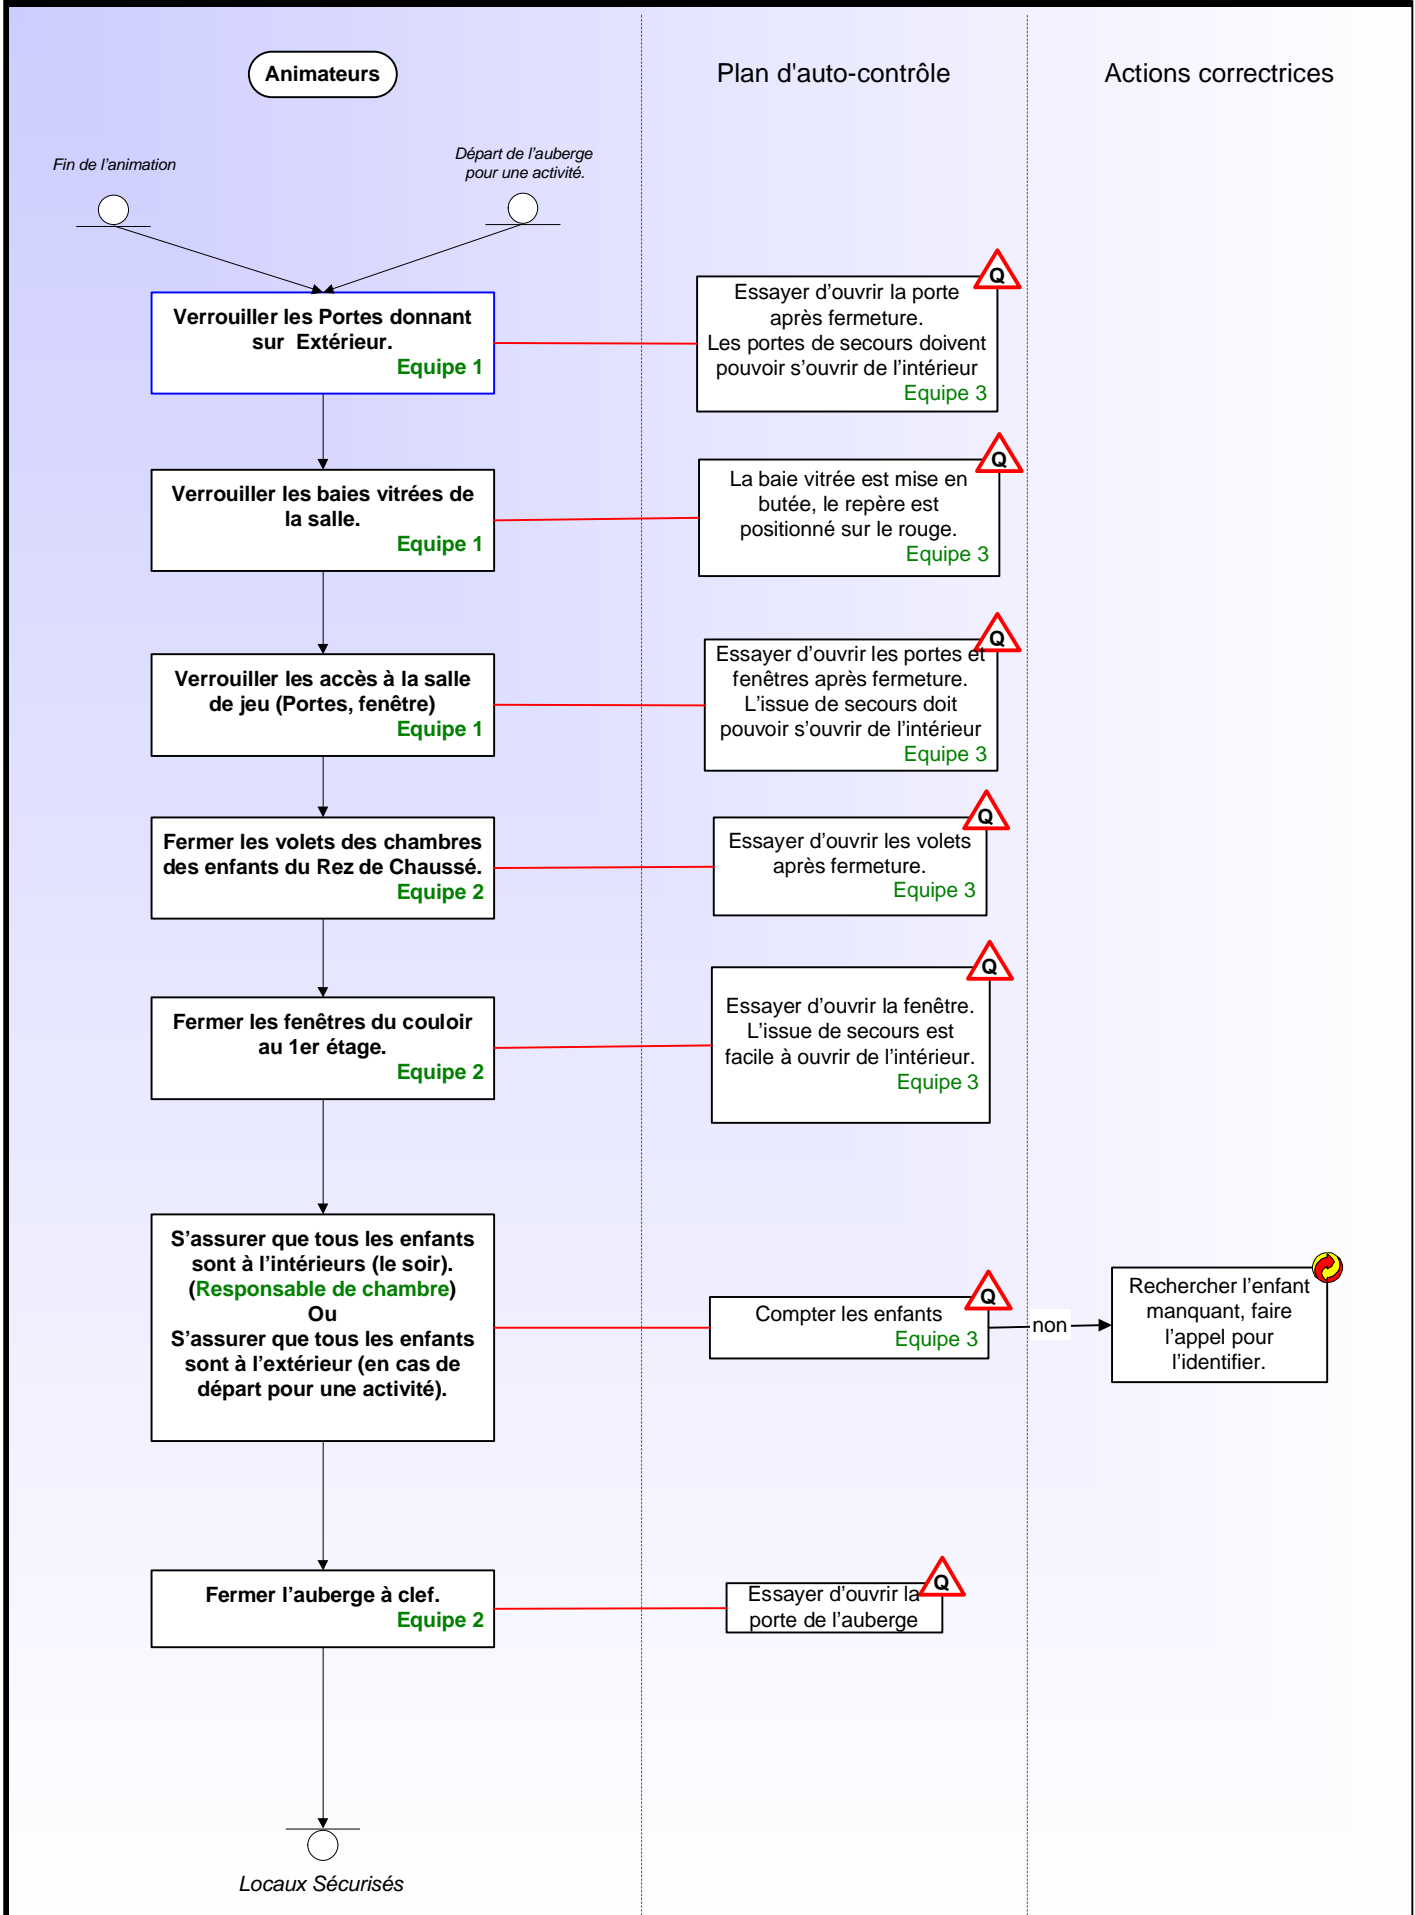 Animateurs
Plan d'auto-contrôle
Actions correctrices
Fin de l'animation
Départ de l'auberge
pour une activité.
Verrouiller les Portes donnant
sur  Extérieur.
Equipe 1
Q
Essayer d'ouvrir la porte
après fermeture.
Les portes de secours doivent
pouvoir s'ouvrir de l'intérieur
Equipe 3
Verrouiller les baies vitrées de
la salle.
Equipe 1
Q
La baie vitrée est mise en
butée, le repère est
positionné sur le rouge.
Equipe 3
Verrouiller les accès à la salle
de jeu (Portes, fenêtre)
Equipe 1
Q
Essayer d'ouvrir les portes et
fenêtres après fermeture.
L'issue de secours doit
pouvoir s'ouvrir de l'intérieur
Equipe 3
Fermer les volets des chambres
des enfants du Rez de Chaussé.
Equipe 2
Q
Essayer d'ouvrir les volets
après fermeture.
Equipe 3
Fermer les fenêtres du couloir
au 1er étage.
Equipe 2
Q
Essayer d'ouvrir la fenêtre.
L'issue de secours est
facile à ouvrir de l'intérieur.
Equipe 3
S'assurer que tous les enfants
sont à l'intérieurs (le soir).
(Responsable de chambre)
Ou
S'assurer que tous les enfants
sont à l'extérieur (en cas de
départ pour une activité).
Q
Compter les enfants
Equipe 3
non
Rechercher l'enfant
manquant, faire
l'appel pour
l'identifier.
Fermer l'auberge à clef.
Equipe 2
Q
Essayer d'ouvrir la
porte de l'auberge
Locaux Sécurisés